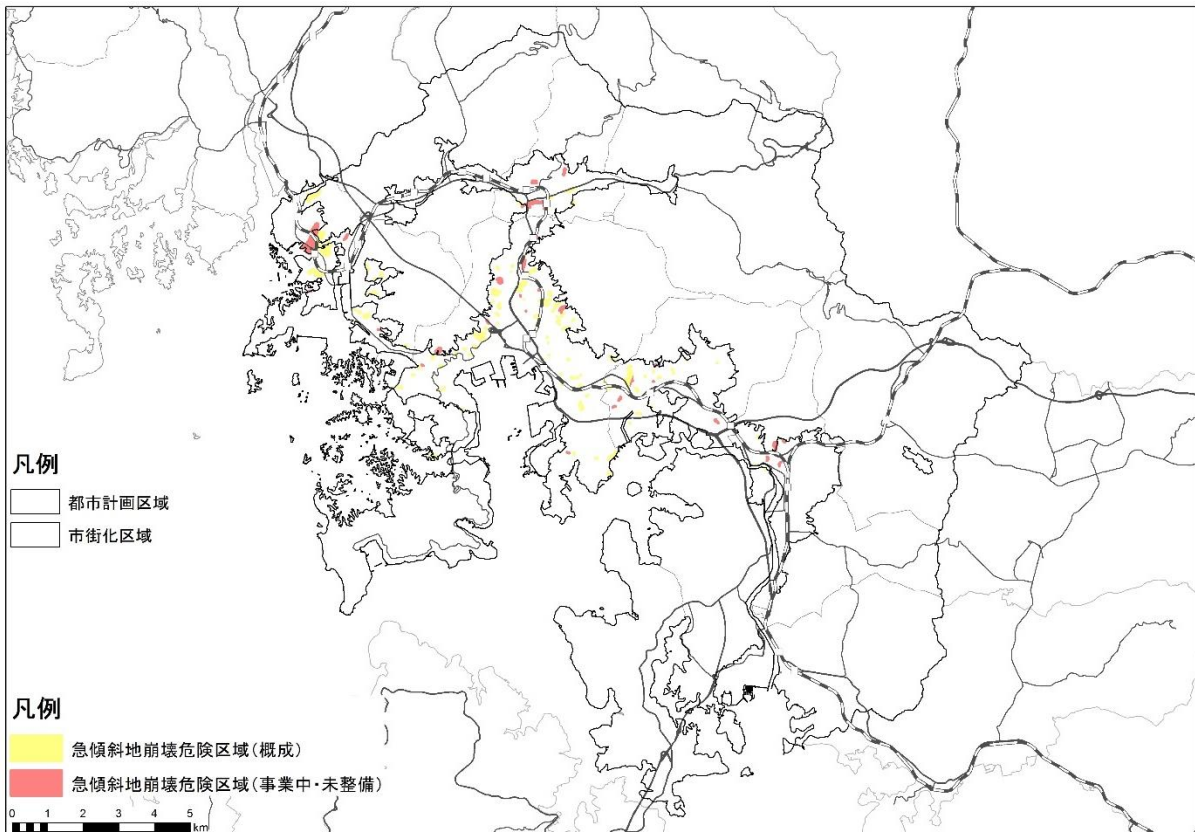 凡例
都市計画区域
市街化区域
凡例
急傾斜地崩壊危険区域(概成)
急傾斜地崩壊危険区域(事業中・未整備)
0 1 2 3 4 5
km